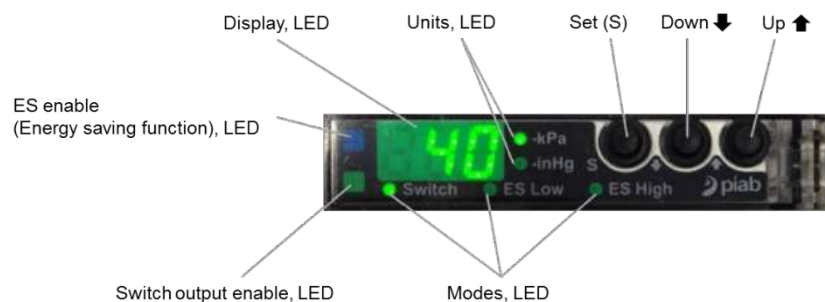 Display, LED
Units, LED
Set (S)
Down ⬇
Up ⬆
ES enable
(Energy saving function), LED
40
-kPa
-inHg
S
Switch
ES Low
ES High
piab
Switch output enable, LED
Modes, LED